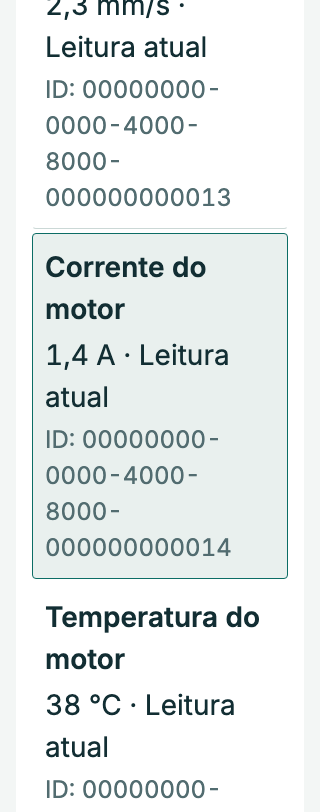 2,3 mm/s ·
Leitura atual
ID: 00000000-
0000-4000-
8000-
000000000013
Corrente do
motor
1,4 A · Leitura
atual
ID: 00000000-
0000-4000-
8000-
000000000014
Temperatura do
motor
38 °C · Leitura
atual
ID: 00000000-